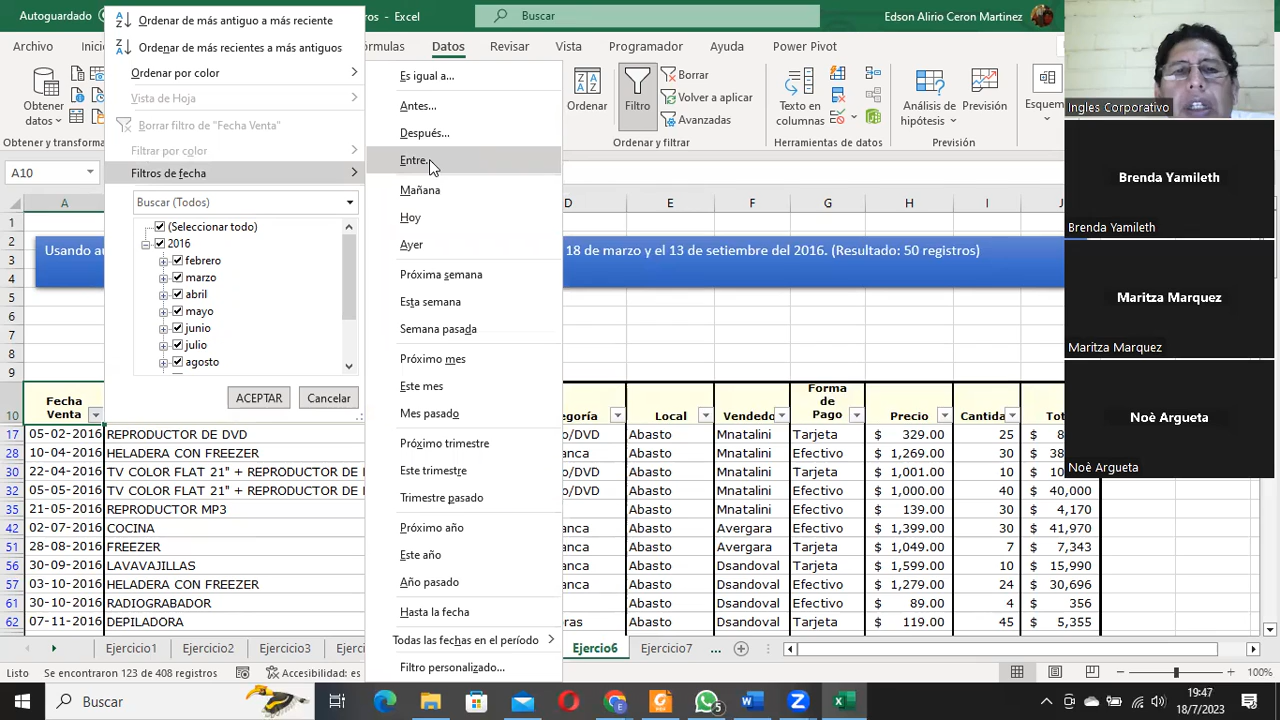 Autoguardado
ros - Excel
Buscar
Edson Alirio Ceron Martinez
Archivo
Inici
órmulas
Datos
Revisar
Vista
Programador
Ayuda
Power Pivot
Obtener
datos
Ordenar
Filtro
Borrar
Volver a aplicar
Avanzadas
Texto en
columnas
Análisis de
hipótesis
Previsión
Esquema
Obtener y transforma
Ordenar y filtrar
Herramientas de datos
Previsión
A10
Ordenar de más antiguo a más reciente
Ordenar de más recientes a más antiguos
Ordenar por color
Vista de Hoja
Borrar filtro de "Fecha Venta"
Filtrar por color
Filtros de fecha
Buscar (Todos)
(Seleccionar todo)
2016
febrero
marzo
abril
mayo
junio
julio
agosto
ACEPTAR
Cancelar
Es igual a...
Antes...
Después...
Entre...
Mañana
Hoy
Ayer
Próxima semana
Esta semana
Semana pasada
Próximo mes
Este mes
Mes pasado
Próximo trimestre
Este trimestre
Trimestre pasado
Próximo año
Este año
Año pasado
Hasta la fecha
Todas las fechas en el período
Filtro personalizado...
A D E F G H I J
1
2
3
4
5
6
7
8
9
Usando au 18 de marzo y el 13 de setiembre del 2016. (Resultado: 50 registros)
10 Fecha Venta egoría Local Vendedo Forma de Pago Precio Cantida Tot
17 05-02-2016 REPRODUCTOR DE DVD o/DVD Abasto Mnatalini Tarjeta $ 329.00 25 $ 8
28 10-04-2016 HELADERA CON FREEZER anca Abasto Mnatalini Efectivo $ 1,269.00 30 $ 38
30 22-04-2016 TV COLOR FLAT 21" + REPRODUCTOR DE o/DVD Abasto Mnatalini Tarjeta $ 1,001.00 10 $ 10
32 05-05-2016 TV COLOR FLAT 21" + REPRODUCTOR DE o/DVD Abasto Mnatalini Efectivo $ 1,000.00 40 $ 40,000
35 21-05-2016 REPRODUCTOR MP3 Abasto Mnatalini Efectivo $ 139.00 30 $ 4,170
42 02-07-2016 COCINA anca Abasto Avergara Efectivo $ 1,399.00 30 $ 41,970
51 28-08-2016 FREEZER anca Abasto Avergara Tarjeta $ 1,049.00 7 $ 7,343
56 30-09-2016 LAVAVAJILLAS anca Abasto Dsandoval Tarjeta $ 1,599.00 10 $ 15,990
57 03-10-2016 HELADERA CON FREEZER anca Abasto Dsandoval Efectivo $ 1,279.00 24 $ 30,696
61 30-10-2016 RADIOGRABADOR Abasto Dsandoval Efectivo $ 89.00 4 $ 356
62 07-11-2016 DEPILADORA oras Abasto Dsandoval Tarjeta $ 119.00 45 $ 5,355
Ejercicio1
Ejercicio2
Ejercicio3
Ejerci
Ejercio6
Ejercicio7
...
Listo
Se encontraron 123 de 408 registros
Accesibilidad: es
100%
Buscar
5
19:47
18/7/2023
Ingles Corporativo
Brenda Yamileth
Brenda Yamileth
Maritza Marquez
Maritza Marquez
Noè Argueta
Noè Argueta